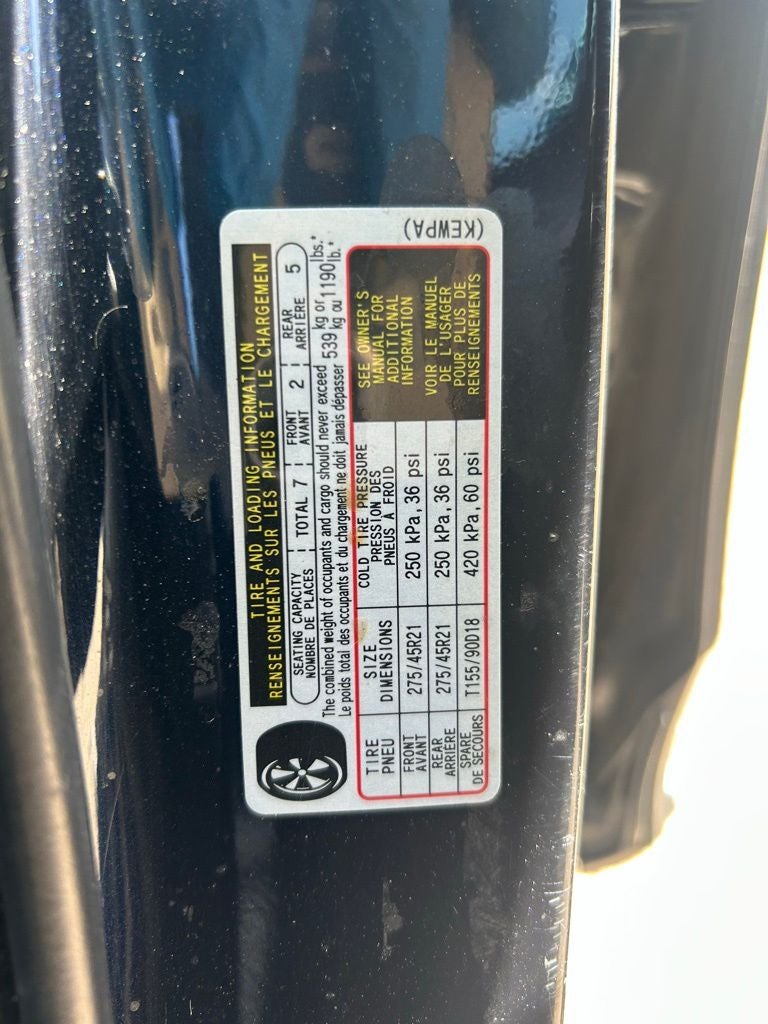 TIRE AND LOADING INFORMATION
RENSEIGNEMENTS SUR LES PNEUS ET LE CHARGEMENT
SEATING CAPACITY TOTAL 7 FRONT 2 REAR 5
NOMBRE DE PLACES AVANT ARRIÈRE
The combined weight of occupants and cargo should never exceed 539 kg or 1190 lbs.*
Le poids total des occupants et du chargement ne doit jamais dépasser 539 kg ou 1190 lb.*
TIRE SIZE COLD TIRE PRESSURE
PNEU DIMENSIONS PRESSION DES
PNEUS À FROID
FRONT 275/45R21 250 kPa, 36 psi
AVANT
REAR 275/45R21 250 kPa, 36 psi
ARRIÈRE
SPARE T155/90D18 420 kPa, 60 psi
DE SECOURS
SEE OWNER'S
MANUAL FOR
ADDITIONAL
INFORMATION
VOIR LE MANUEL
DE L'USAGER
POUR PLUS DE
RENSEIGNEMENTS
(KEWPA)